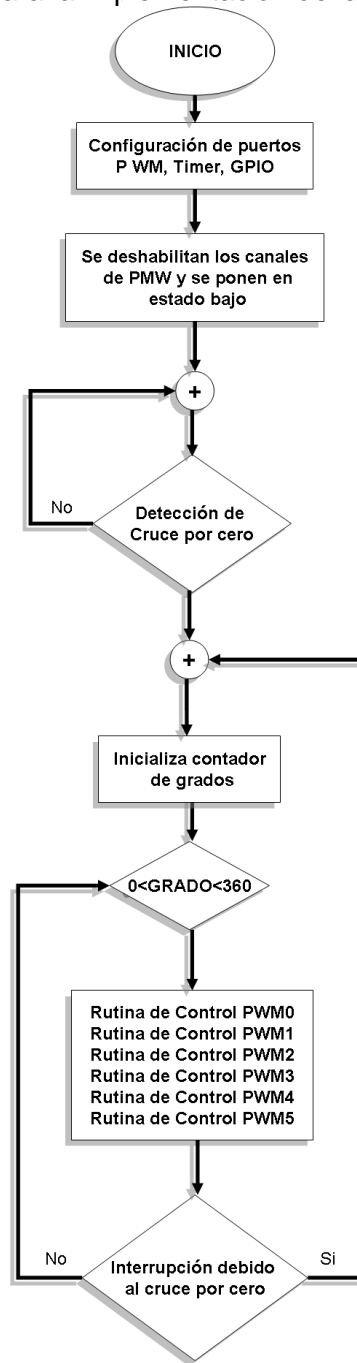 INICIO
Configuración de puertos
P WM, Timer, GPIO
Se deshabilitan los canales
de PMW y se ponen en
estado bajo
+
No
Detección de
Cruce por cero
+
Inicializa contador
de grados
0<GRADO<360
Rutina de Control PWM0
Rutina de Control PWM1
Rutina de Control PWM2
Rutina de Control PWM3
Rutina de Control PWM4
Rutina de Control PWM5
No
Interrupción debido
al cruce por cero
Si